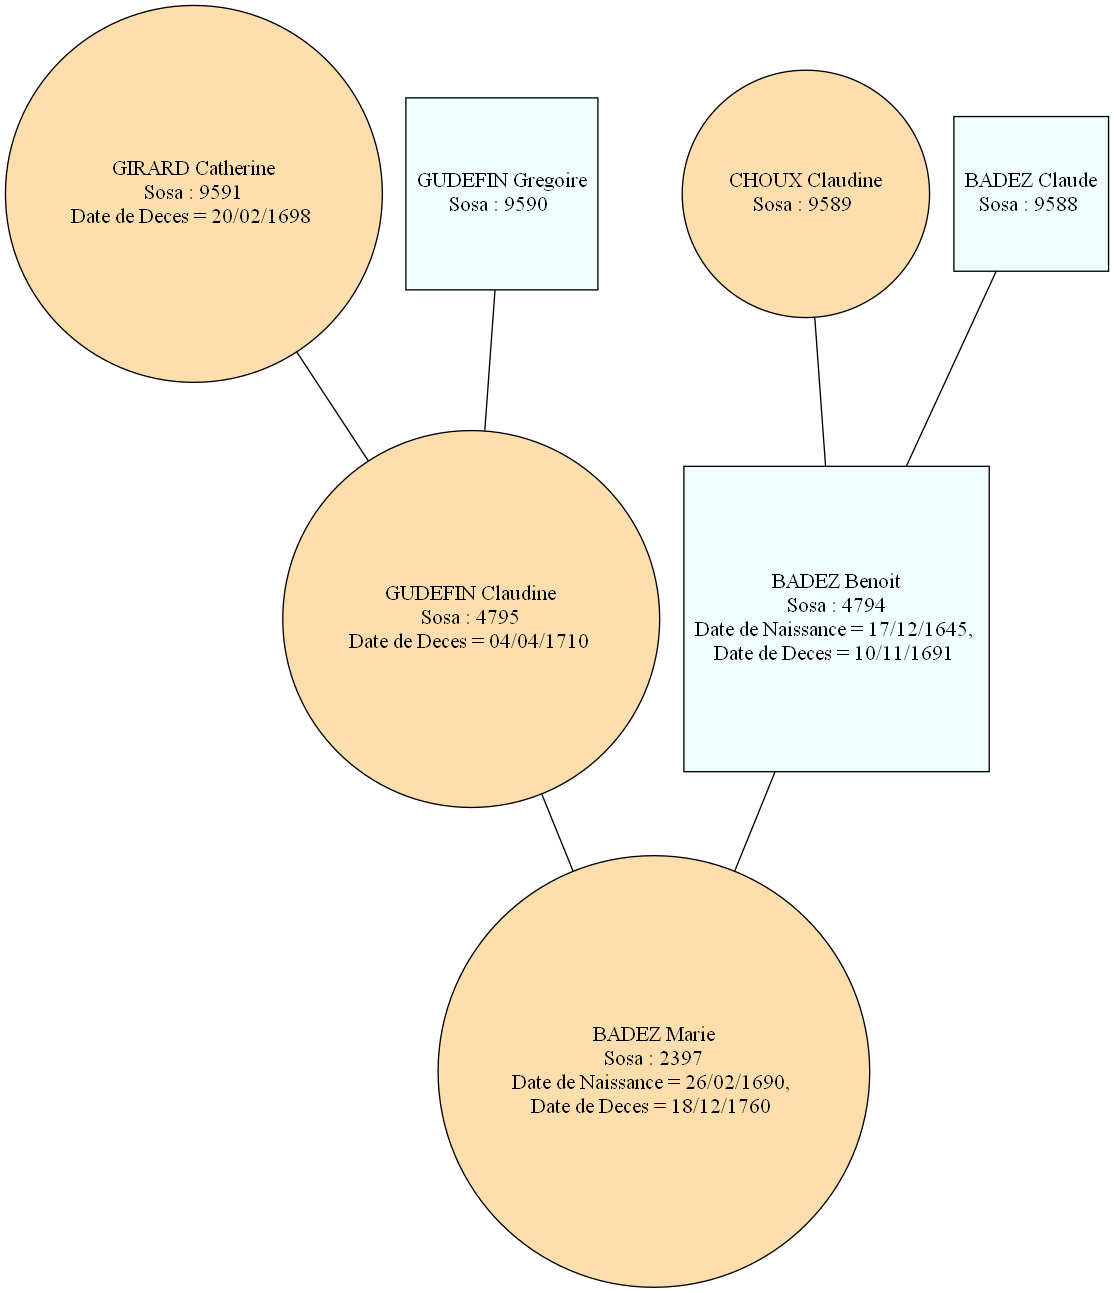 GIRARD Catherine
Sosa : 9591
Date de Deces = 20/02/1698
GUDEFIN Gregoire
Sosa : 9590
CHOUX Claudine
Sosa : 9589
BADEZ Claude
Sosa : 9588
GUDEFIN Claudine
Sosa : 4795
Date de Deces = 04/04/1710
BADEZ Benoit
Sosa : 4794
Date de Naissance = 17/12/1645,
Date de Deces = 10/11/1691
BADEZ Marie
Sosa : 2397
Date de Naissance = 26/02/1690,
Date de Deces = 18/12/1760